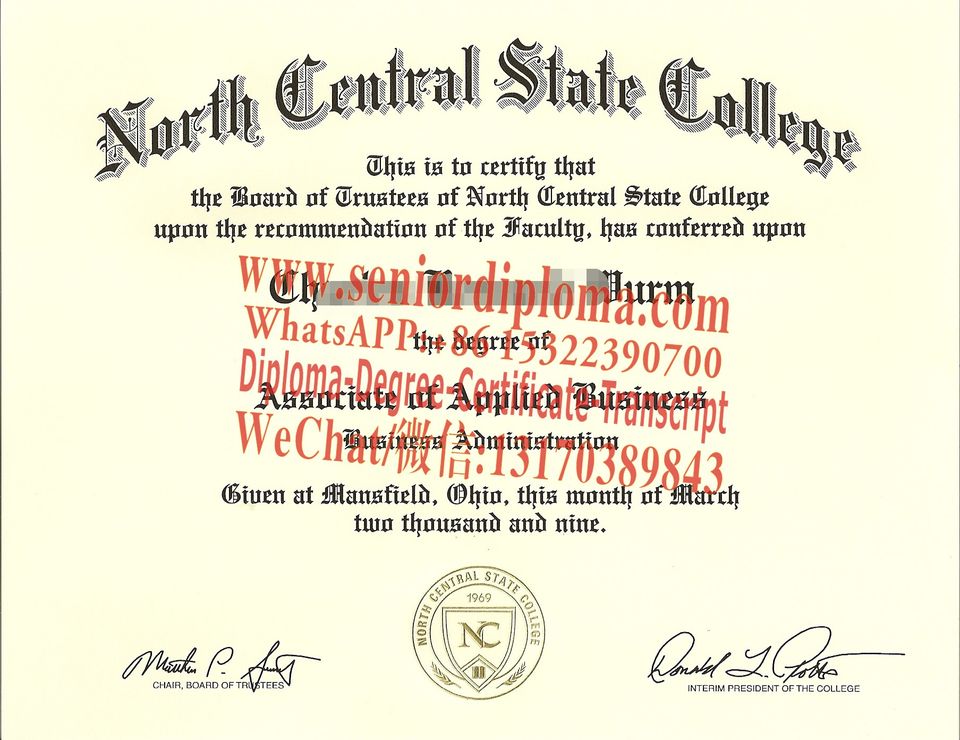 North Central State College
This is to certify that
the Board of Trustees of North Central State College
upon the recommendation of the Faculty, has conferred upon
www.seniordiploma.com
WhatsAPP:+86 15322390700
the degree of
Diploma-Degree-Certificate-Transcript
Associate of Applied Business
WeChat/微信:13170389843
Business Administration
Given at Mansfield, Ohio, this month of March
two thousand and nine.
NORTH CENTRAL STATE COLLEGE
1969
NC
CHAIR, BOARD OF TRUSTEES
Donald L. Plotts
INTERIM PRESIDENT OF THE COLLEGE